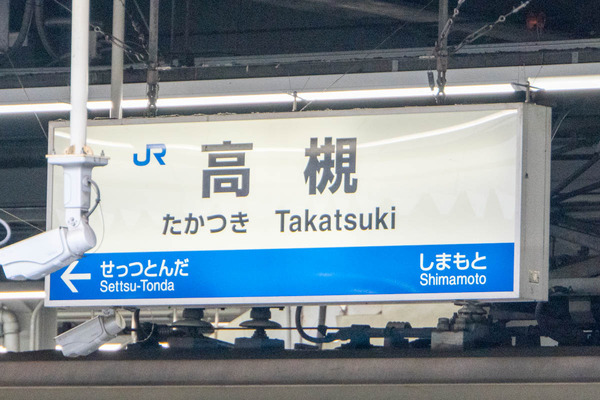 JR 高槻
たかつき Takatsuki
← せっつとんだ しまもと
Settsu-Tonda Shimamoto